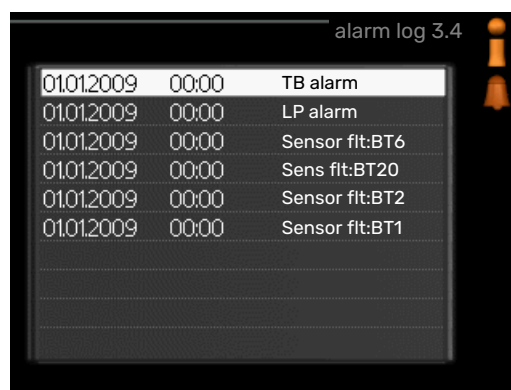 alarm log 3.4
01.01.2009 00:00 TB alarm
01.01.2009 00:00 LP alarm
01.01.2009 00:00 Sensor flt:BT6
01.01.2009 00:00 Sens flt:BT20
01.01.2009 00:00 Sensor flt:BT2
01.01.2009 00:00 Sensor flt:BT1